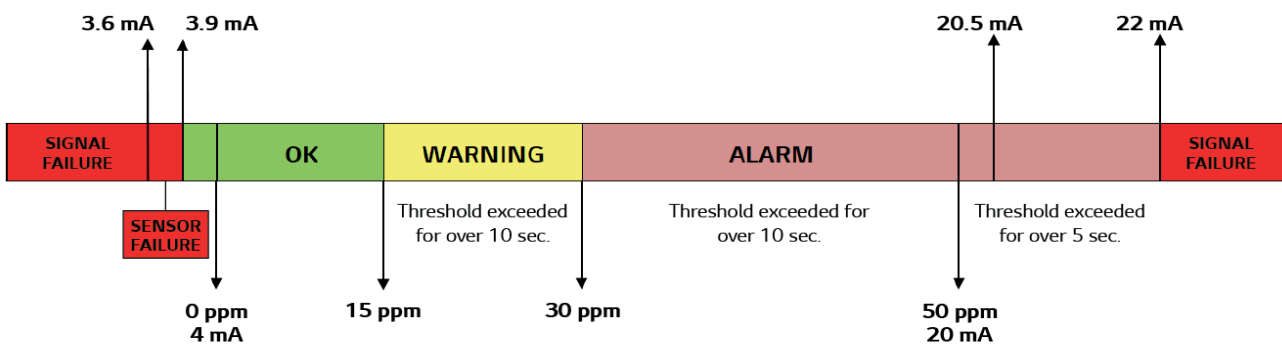 3.6 mA
3.9 mA
20.5 mA
22 mA
SIGNAL
FAILURE
OK
WARNING
ALARM
SIGNAL
FAILURE
SENSOR
FAILURE
Threshold exceeded
for over 10 sec.
Threshold exceeded for
over 10 sec.
Threshold exceeded
for over 5 sec.
0 ppm
4 mA
15 ppm
30 ppm
50 ppm
20 mA